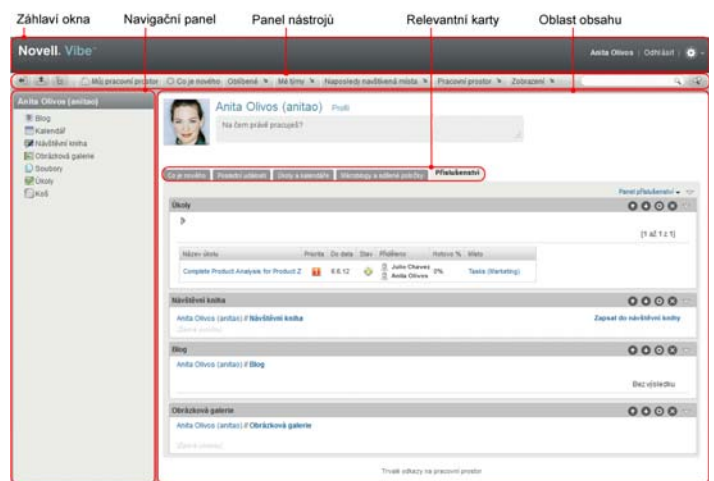 Záhlaví okna Navigační panel Panel nástrojů Relevantní karty Oblast obsahu
Novell. Vibe
Anita Olivos Odhlásit
Můj pracovní prostor Co je nového Oblíbené Mé týmy Naposledy navštívená místa Pracovní prostor Zobrazení
Anita Olivos (anitao)
Blog
Kalendář
Návštěvní kniha
Obrázková galerie
Soubory
Úkoly
Koš
Anita Olivos (anitao) Profil
Na čem právě pracuješ?
Co je nového Poslední události Úkoly a kalendáře Mikroblogy a sdílené položky Příslušenství
Panel příslušenství
Úkoly
[1 až 1 z 1]
Název úkolu Priorita Do data Stav Přiděleno Hotovo % Místo
Complete Product Analysis for Product Z 6.6.12 Julio Chavez 0% Tasks (Marketing)
Anita Olivos
Návštěvní kniha
Anita Olivos (anitao) // Návštěvní kniha Zapsat do návštěvní knihy
Blog
Anita Olivos (anitao) // Blog
Bez výsledku
Obrázková galerie
Anita Olivos (anitao) // Obrázková galerie
Trvalé odkazy na pracovní prostor